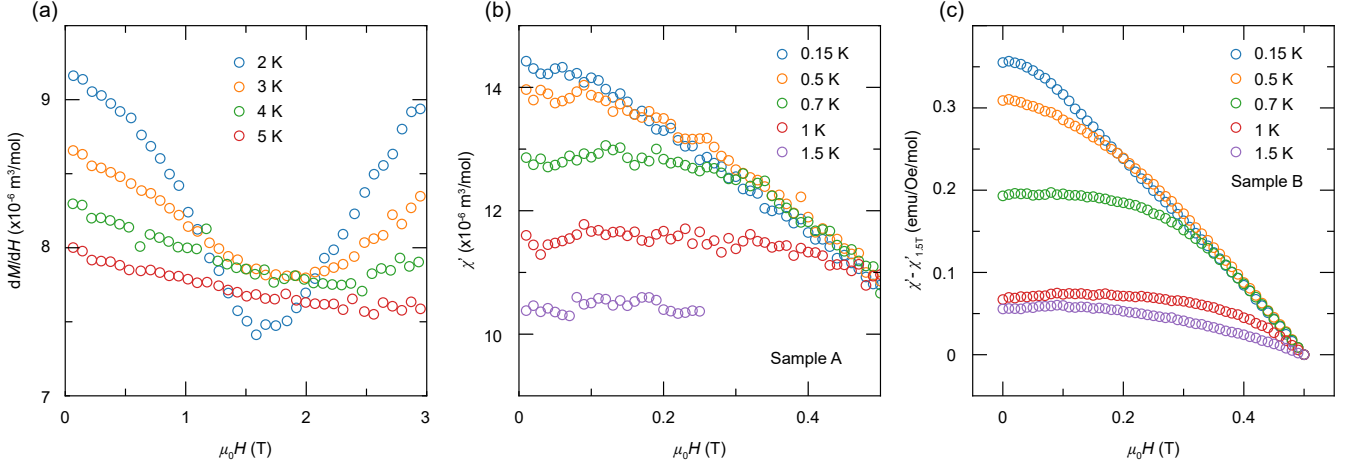 (a)
dM/dH (x10⁻⁶ m³/mol)
9
8
7
0
1
2
3
μ₀H (T)
2 K
3 K
4 K
5 K
(b)
χ' (x10⁻⁶ m³/mol)
14
12
10
0
0.2
0.4
μ₀H (T)
0.15 K
0.5 K
0.7 K
1 K
1.5 K
Sample A
(c)
χ' - χ'1.5T (emu/Oe/mol)
0.3
0.2
0.1
0
0
0.2
0.4
μ₀H (T)
0.15 K
0.5 K
0.7 K
1 K
1.5 K
Sample B